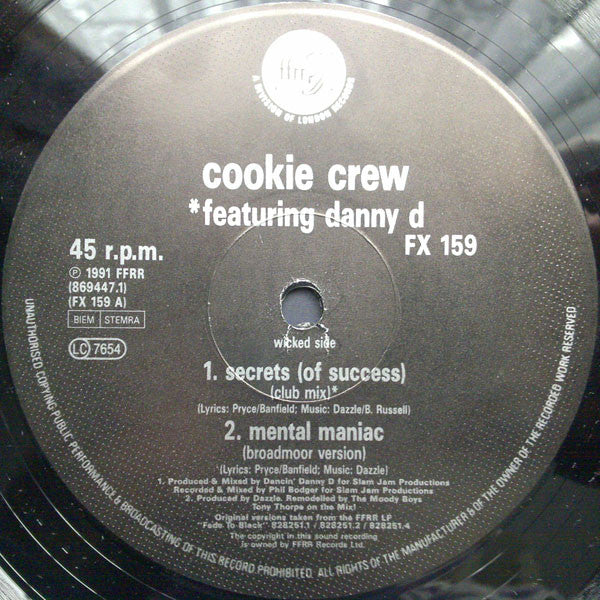 ffrr
A DIVISION OF LONDON RECORDS
cookie crew
*featuring danny d
FX 159
45 r.p.m.
℗ 1991 FFRR
(869447.1)
(FX 159 A)
BIEM STEMRA
LC 7654
wicked side
1. secrets (of success)
(club mix)*
(Lyrics: Pryce/Banfield; Music: Dazzle/B. Russell)
2. mental maniac
(broadmoor version)
(Lyrics: Pryce/Banfield; Music: Dazzle)
1. Produced & Mixed by Dancin' Danny D for Slam Jam Productions
Recorded & Mixed by Phil Bodger for Slam Jam Productions
2. Produced by Dazzle. Remodelled by The Moody Boys
Tony Thorpe on the Mix!
Original versions taken from the FFRR LP
"Fade To Black" 828251.1 / 828251.2 / 828251.4
The copyright in this sound recording
is owned by FFRR Records Ltd.
UNAUTHORISED COPYING PUBLIC PERFORMANCE & BROADCASTING OF THIS RECORD PROHIBITED. ALL RIGHTS OF THE MANUFACTURER & OF THE OWNER OF THE RECORDED WORK RESERVED